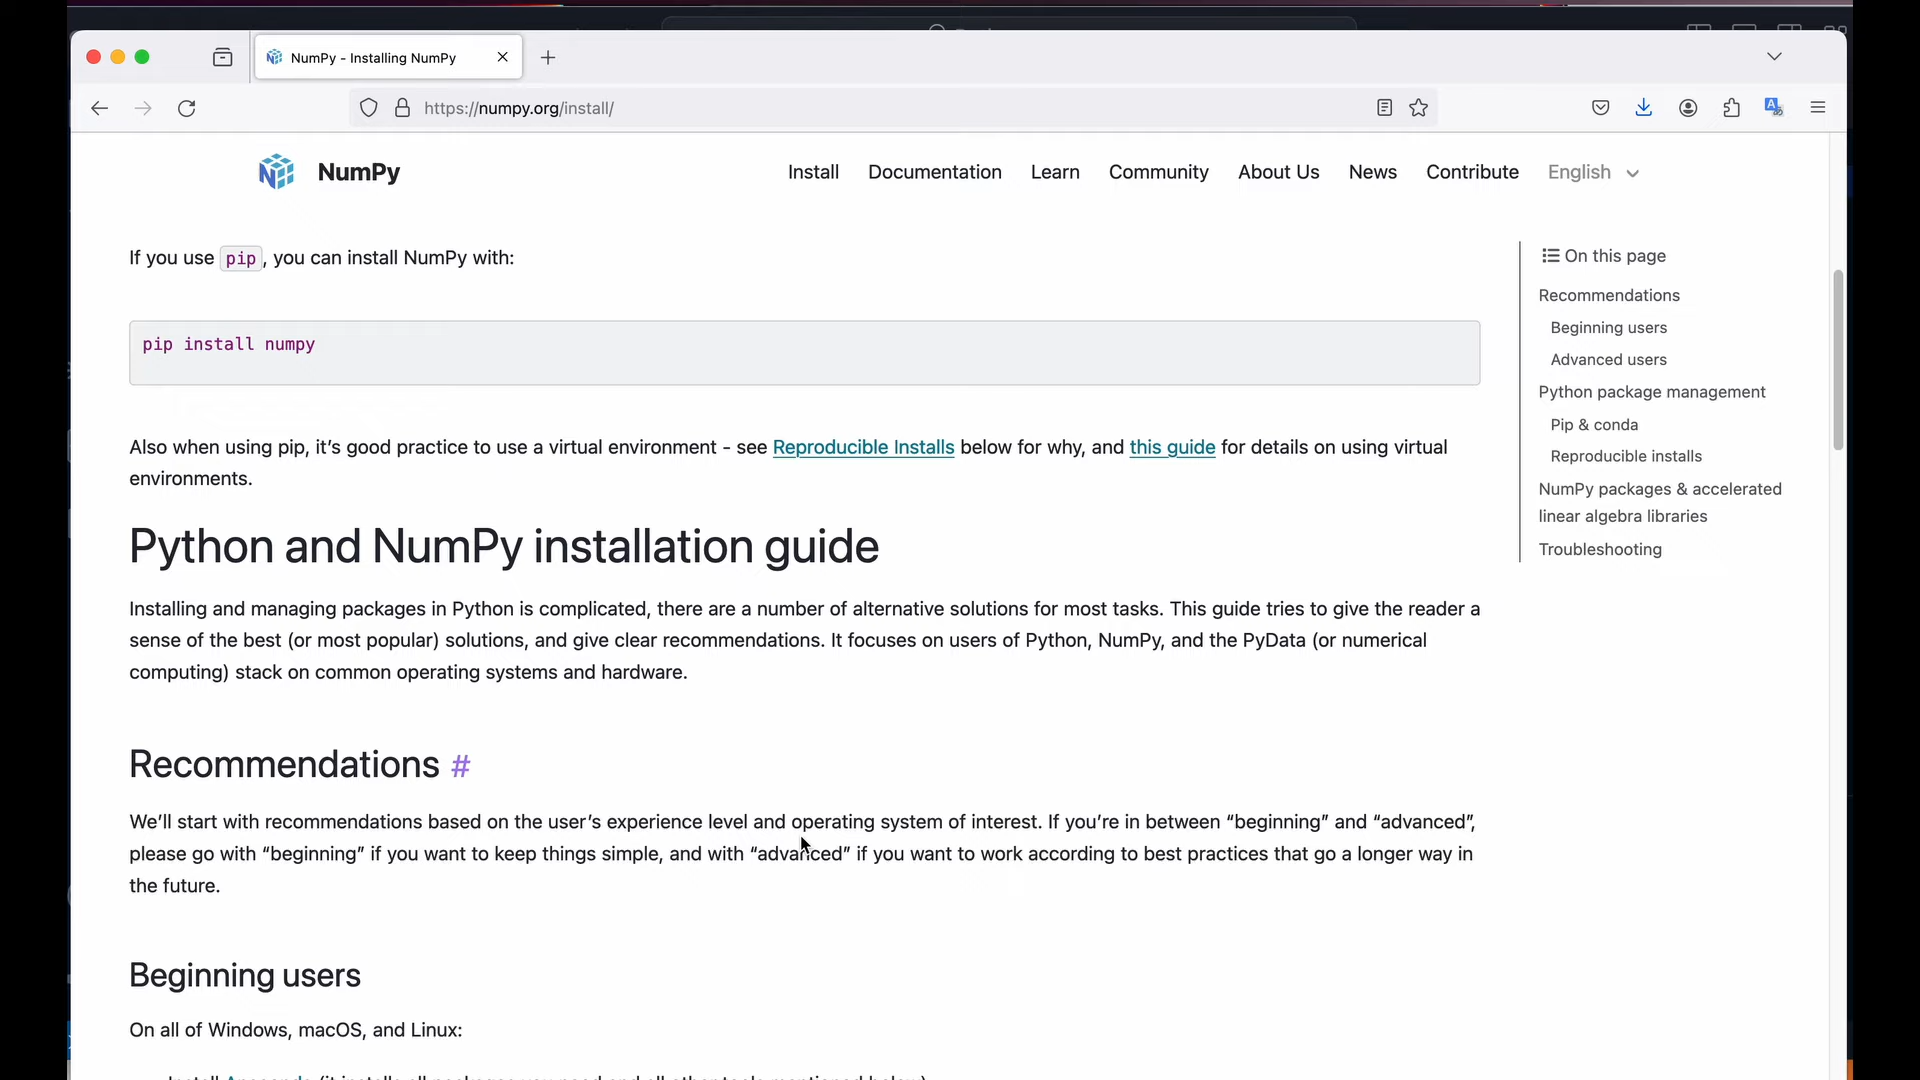 NumPy - Installing NumPy
https://numpy.org/install/
NumPy
Install Documentation Learn Community About Us News Contribute English
If you use pip, you can install NumPy with:
pip install numpy
Also when using pip, it’s good practice to use a virtual environment - see Reproducible Installs below for why, and this guide for details on using virtual
environments.
Python and NumPy installation guide
Installing and managing packages in Python is complicated, there are a number of alternative solutions for most tasks. This guide tries to give the reader a
sense of the best (or most popular) solutions, and give clear recommendations. It focuses on users of Python, NumPy, and the PyData (or numerical
computing) stack on common operating systems and hardware.
Recommendations #
We’ll start with recommendations based on the user’s experience level and operating system of interest. If you’re in between “beginning” and “advanced”,
please go with “beginning” if you want to keep things simple, and with “advanced” if you want to work according to best practices that go a longer way in
the future.
Beginning users
On all of Windows, macOS, and Linux:
On this page
Recommendations
Beginning users
Advanced users
Python package management
Pip & conda
Reproducible installs
NumPy packages & accelerated
linear algebra libraries
Troubleshooting